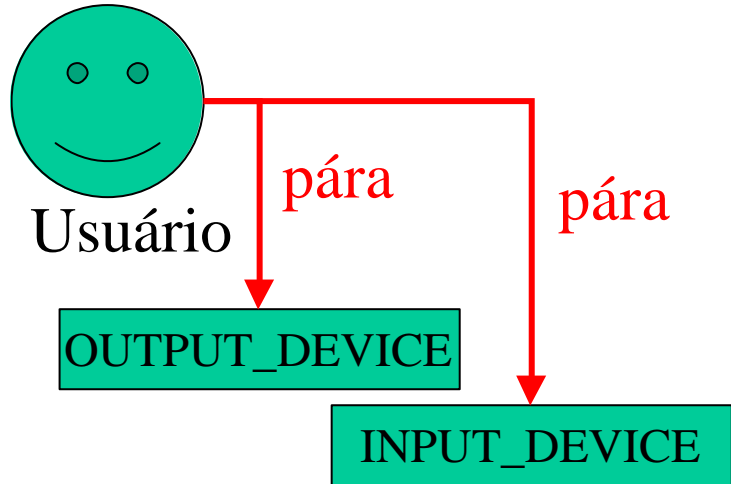 pára
pára
Usuário
OUTPUT_DEVICE
INPUT_DEVICE